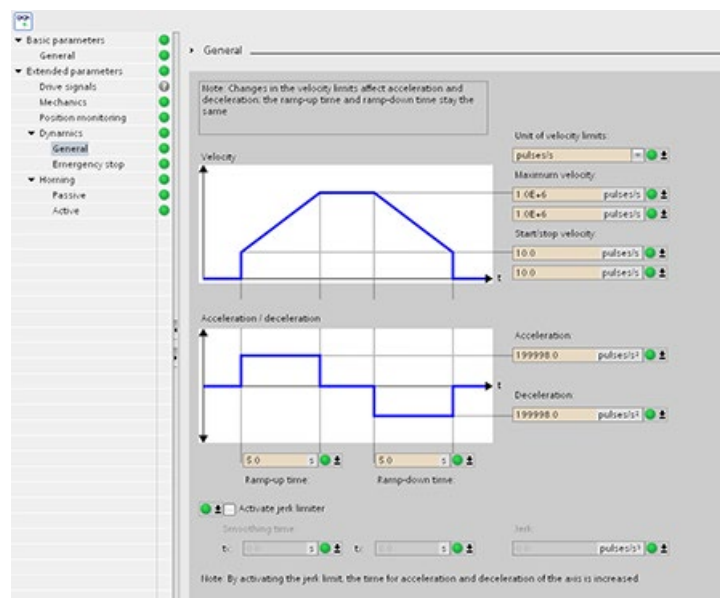 Basic parameters
General
Extended parameters
Drive signals
Mechanics
Position monitoring
Dynamics
General
Emergency stop
Homing
Passive
Active
General
Note: Changes in the velocity limits affect acceleration and
deceleration; the ramp-up time and ramp-down time stay the
same
Unit of velocity limits:
pulses/s
Velocity
Maximum velocity:
1.0E+6 pulses/s
1.0E+6 pulses/s
Start/stop velocity:
10.0 pulses/s
10.0 pulses/s
t
Acceleration / deceleration
Acceleration:
199998.0 pulses/s²
t
Deceleration:
199998.0 pulses/s²
5.0 s
5.0 s
Ramp-up time:
Ramp-down time:
Activate jerk limiter
Smoothing time:
Jerk:
s
s
pulses/s³
Note: By activating the jerk limit, the time for acceleration and deceleration of the axis is increased.